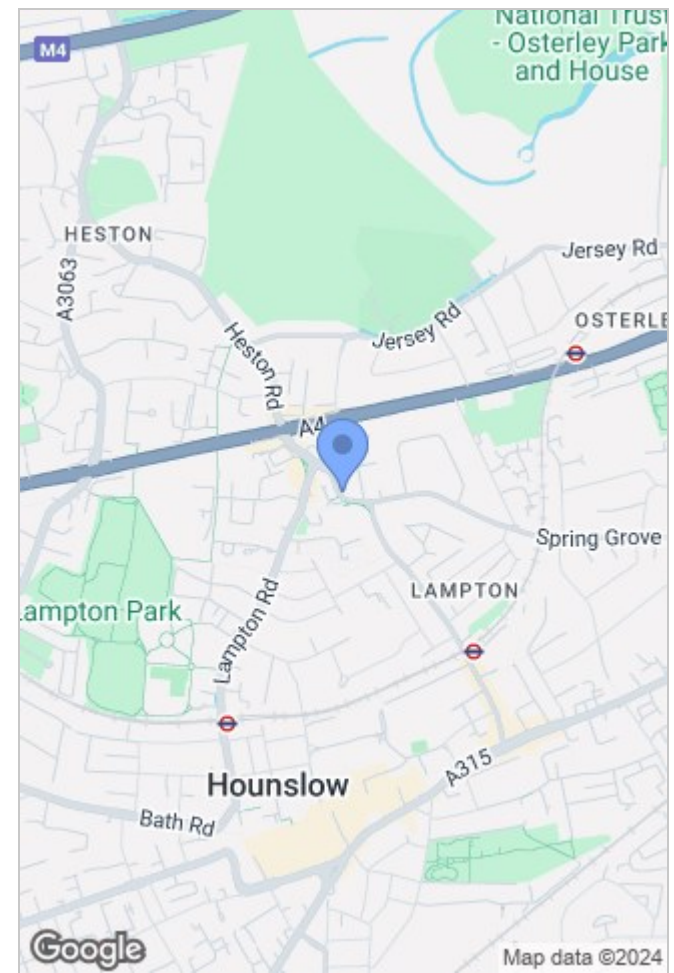 National Trust
- Osterley Park
and House
M4
HESTON
A3063
Jersey Rd
OSTERLE
Jersey Rd
Heston Rd
A4
Spring Grove
LAMPTON
Lampton Park
Lampton Rd
Hounslow
A315
Bath Rd
Google
Map data ©2024